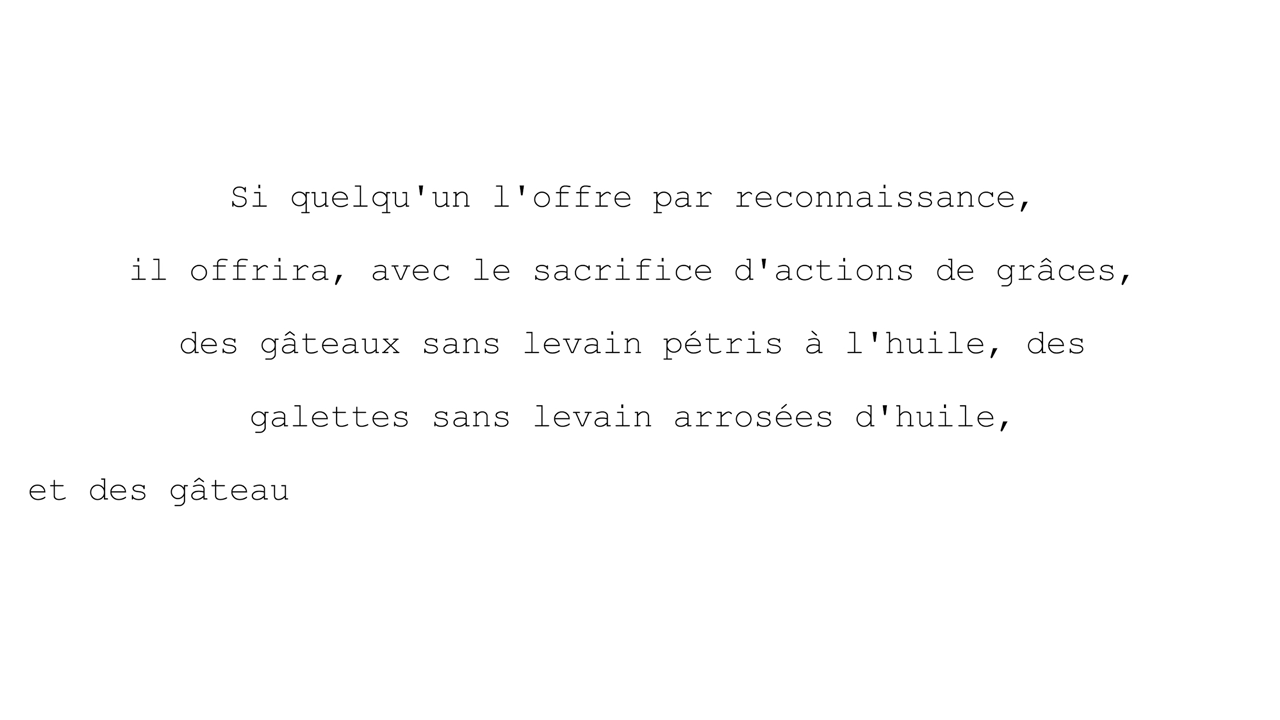 Si quelqu'un l'offre par reconnaissance,
il offrira, avec le sacrifice d'actions de grâces,
des gâteaux sans levain pétris à l'huile, des
galettes sans levain arrosées d'huile,
et des gâteau